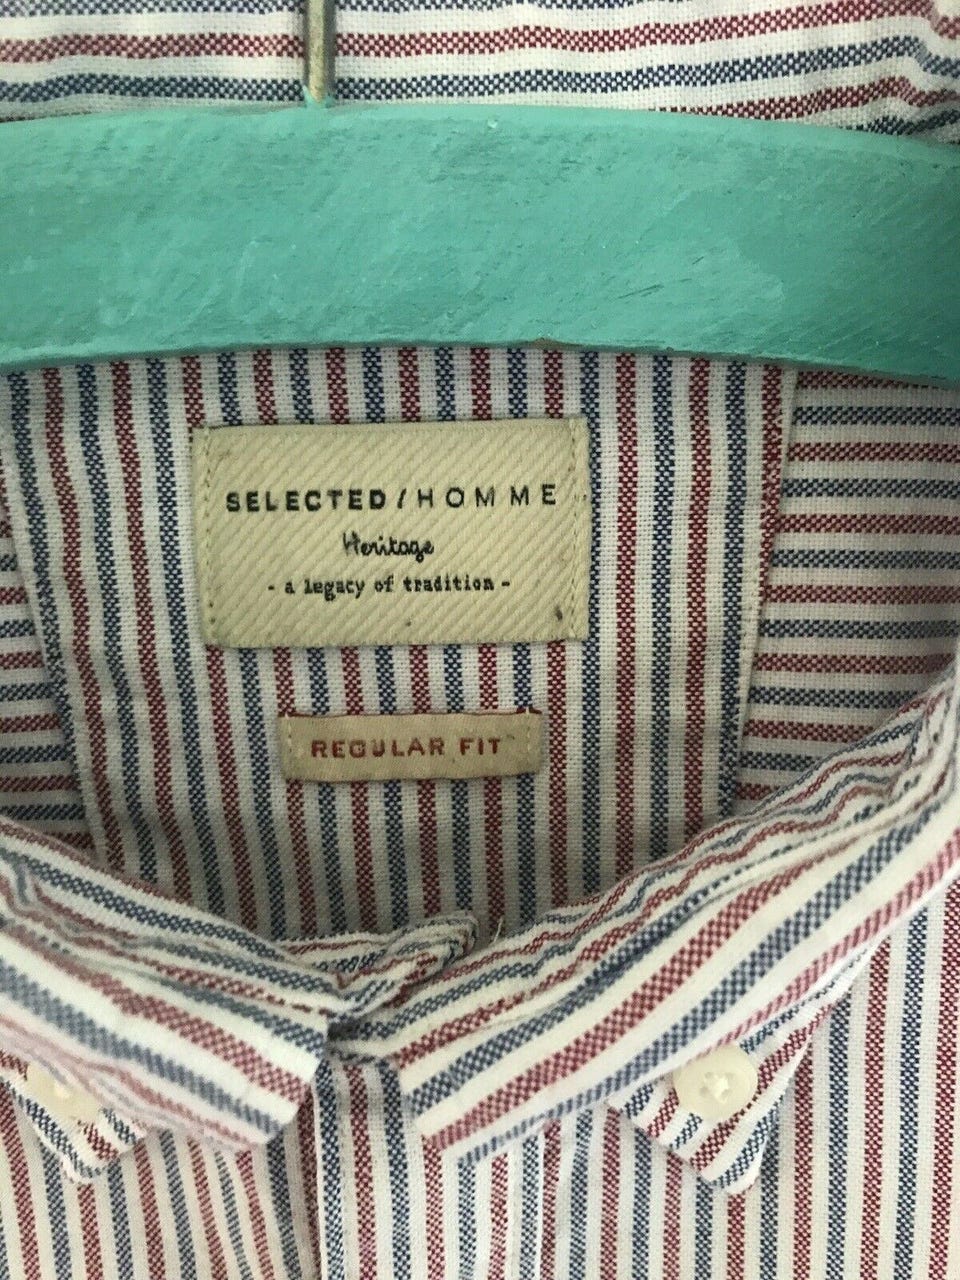 SELECTED / HOMME
Heritage
- a legacy of tradition -
REGULAR FIT